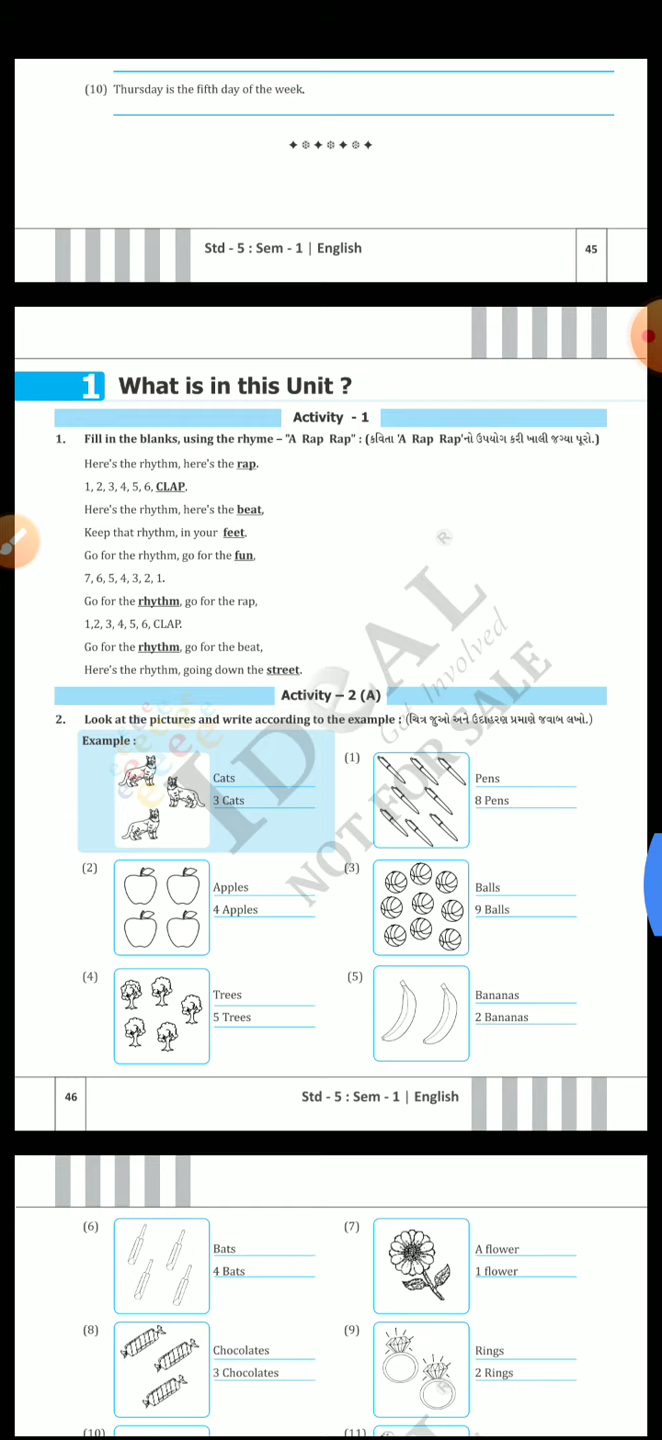 (10) Thursday is the fifth day of the week.
Std - 5 : Sem - 1 | English
45
1 What is in this Unit ?
Activity - 1
1. Fill in the blanks, using the rhyme – "A Rap Rap" : (કવિતા 'A Rap Rap'નો ઉપયોગ કરી ખાલી જગ્યા પૂરો.)
Here's the rhythm, here's the rap.
1, 2, 3, 4, 5, 6, CLAP.
Here's the rhythm, here's the beat,
Keep that rhythm, in your feet.
Go for the rhythm, go for the fun,
7, 6, 5, 4, 3, 2, 1.
Go for the rhythm, go for the rap,
1,2, 3, 4, 5, 6, CLAP.
Go for the rhythm, go for the beat,
Here's the rhythm, going down the street.
Activity – 2 (A)
2. Look at the pictures and write according to the example : (ચિત્ર જુઓ અને ઉદાહરણ પ્રમાણે જવાબ લખો.)
Example :
Cats
3 Cats
(1)
Pens
8 Pens
(2)
Apples
4 Apples
(3)
Balls
9 Balls
(4)
Trees
5 Trees
(5)
Bananas
2 Bananas
IDEAL ®
Get Involved
NOT FOR SALE
46
Std - 5 : Sem - 1 | English
(6)
Bats
4 Bats
(7)
A flower
1 flower
(8)
Chocolates
3 Chocolates
(9)
Rings
2 Rings
(10)
(11)